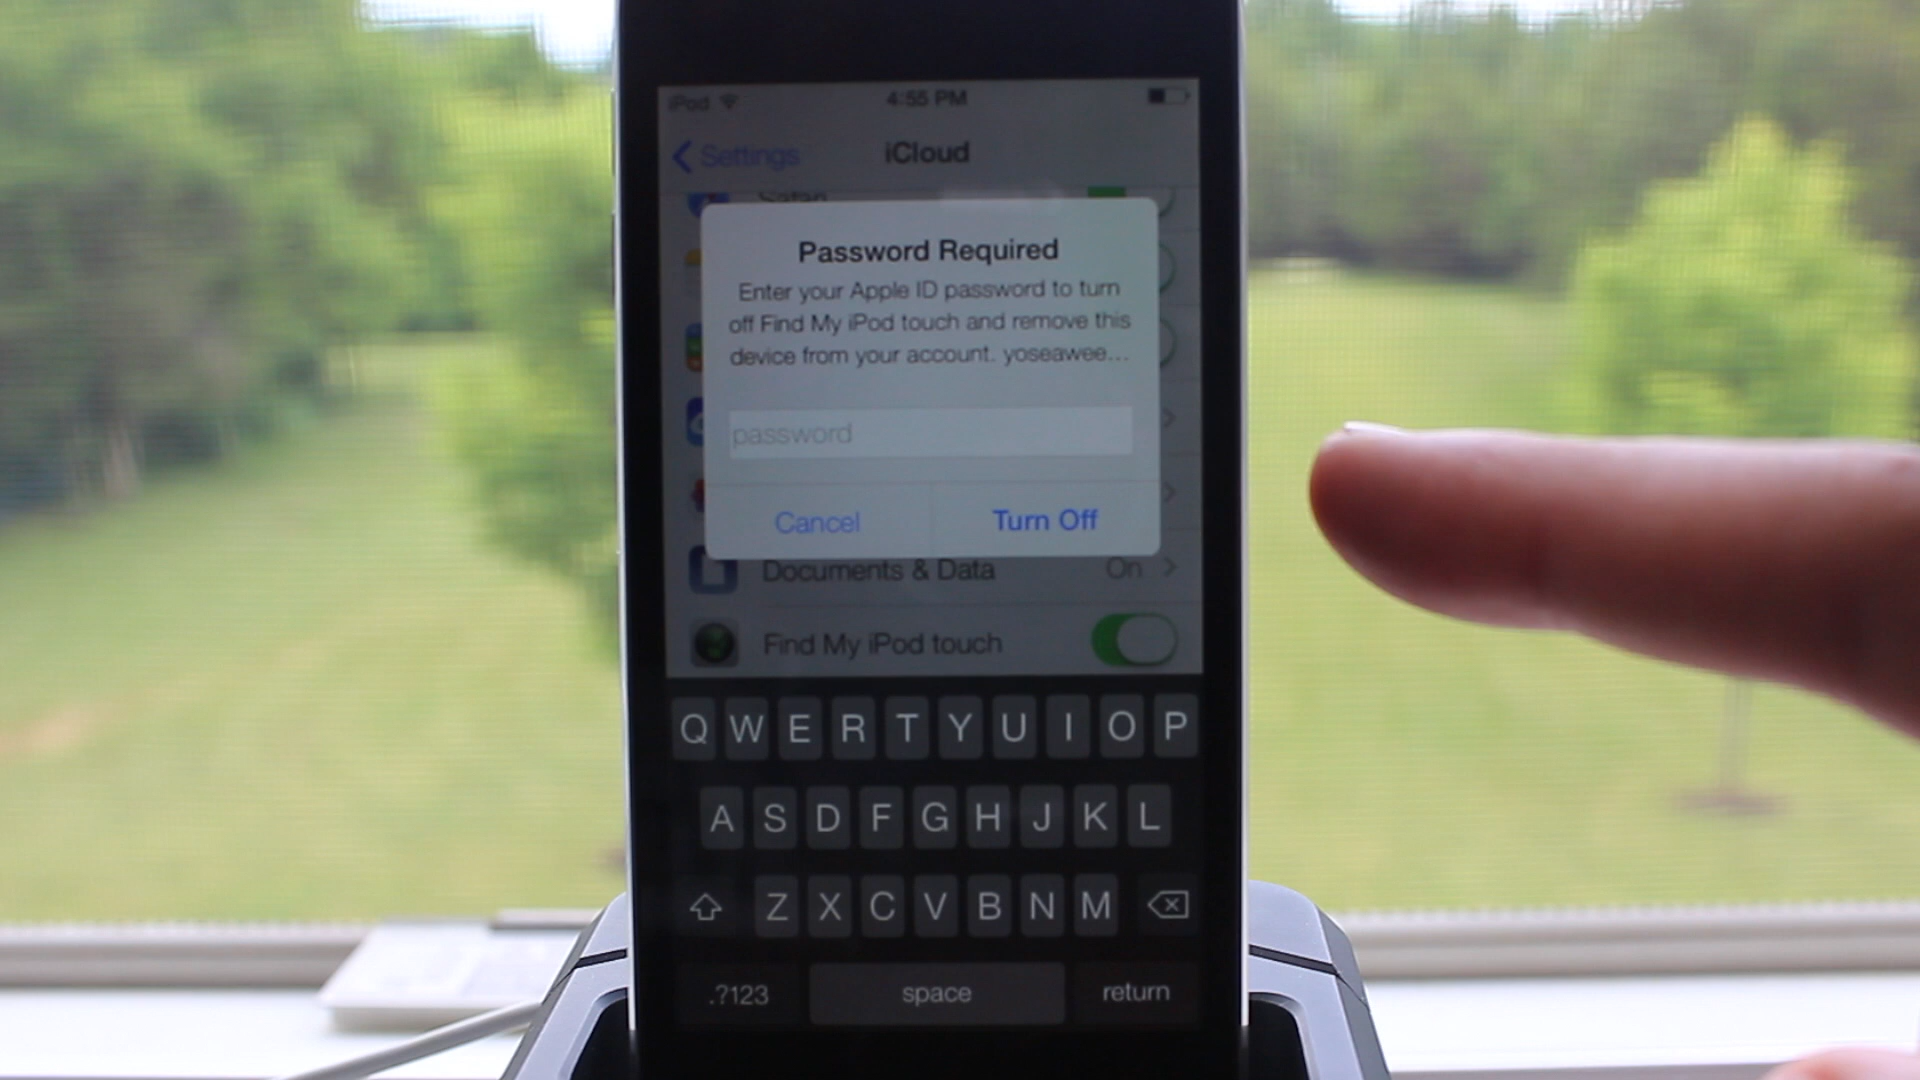 iPod 4:55 PM
Settings iCloud
Safari
Password Required
Enter your Apple ID password to turn
off Find My iPod touch and remove this
device from your account. yoseawee...
password
Cancel Turn Off
Documents & Data On
Find My iPod touch
Q W E R T Y U I O P
A S D F G H J K L
Z X C V B N M
.?123 space return